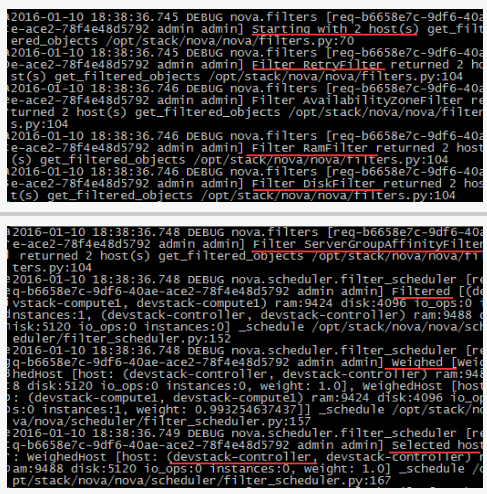 2016-01-10 18:38:36.745 DEBUG nova.filters [req-b6658e7c-9df6-40a
e-ace2-78f4e48d5792 admin admin] Starting with 2 host(s) get_filt
ered_objects /opt/stack/nova/nova/filters.py:70
2016-01-10 18:38:36.745 DEBUG nova.filters [req-b6658e7c-9df6-40a
e-ace2-78f4e48d5792 admin admin] Filter RetryFilter returned 2 ho
st(s) get_filtered_objects /opt/stack/nova/nova/filters.py:104
2016-01-10 18:38:36.745 DEBUG nova.filters [req-b6658e7c-9df6-40a
e-ace2-78f4e48d5792 admin admin] Filter AvailabilityZoneFilter re
turned 2 host(s) get_filtered_objects /opt/stack/nova/nova/filter
s.py:104
2016-01-10 18:38:36.746 DEBUG nova.filters [req-b6658e7c-9df6-40a
e-ace2-78f4e48d5792 admin admin] Filter RamFilter returned 2 host
(s) get_filtered_objects /opt/stack/nova/nova/filters.py:104
2016-01-10 18:38:36.746 DEBUG nova.filters [req-b6658e7c-9df6-40a
e-ace2-78f4e48d5792 admin admin] Filter DiskFilter returned 2 hos
t(s) get_filtered_objects /opt/stack/nova/nova/filters.py:104
2016-01-10 18:38:36.748 DEBUG nova.filters [req-b6658e7c-9df6-40a
e-ace2-78f4e48d5792 admin admin] Filter ServerGroupAffinityFilter
returned 2 host(s) get_filtered_objects /opt/stack/nova/nova/fil
ters.py:104
2016-01-10 18:38:36.748 DEBUG nova.scheduler.filter_scheduler [re
q-b6658e7c-9df6-40ae-ace2-78f4e48d5792 admin admin] Filtered [(de
vstack-compute1, devstack-compute1) ram:9424 disk:4096 io_ops:0 i
nstances:1, (devstack-controller, devstack-controller) ram:9488 d
isk:5120 io_ops:0 instances:0] _schedule /opt/stack/nova/nova/sch
eduler/filter_scheduler.py:152
2016-01-10 18:38:36.748 DEBUG nova.scheduler.filter_scheduler [re
q-b6658e7c-9df6-40ae-ace2-78f4e48d5792 admin admin] Weighed [Weig
hedHost [host: (devstack-controller, devstack-controller) ram:948
8 disk:5120 io_ops:0 instances:0, weight: 1.0], WeighedHost [host
: (devstack-compute1, devstack-compute1) ram:9424 disk:4096 io_op
s:0 instances:1, weight: 0.993254637437]] _schedule /opt/stack/no
va/nova/scheduler/filter_scheduler.py:157
2016-01-10 18:38:36.748 DEBUG nova.scheduler.filter_scheduler [re
q-b6658e7c-9df6-40ae-ace2-78f4e48d5792 admin admin] Selected host
: WeighedHost [host: (devstack-controller, devstack-controller) r
am:9488 disk:5120 io_ops:0 instances:0, weight: 1.0] _schedule /o
pt/stack/nova/nova/scheduler/filter_scheduler.py:167